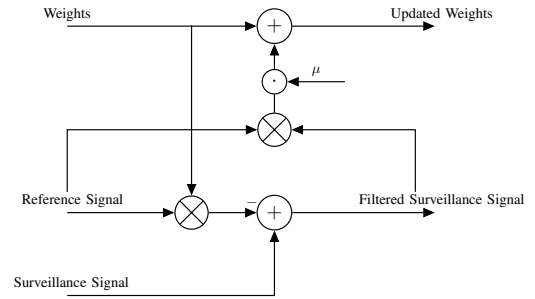 Weights
Updated Weights
+
·
μ
Reference Signal
Filtered Surveillance Signal
−
+
Surveillance Signal